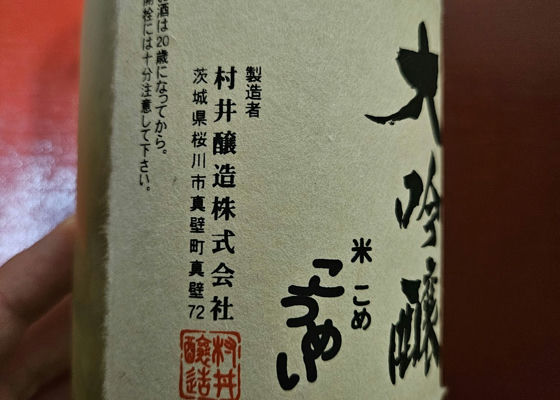 大吟醸
米 こめ
こうめい
製造者
村井醸造株式会社
茨城県桜川市真壁町真壁72
村井醸造
お酒は20歳になってから。
開栓には十分注意して下さい。